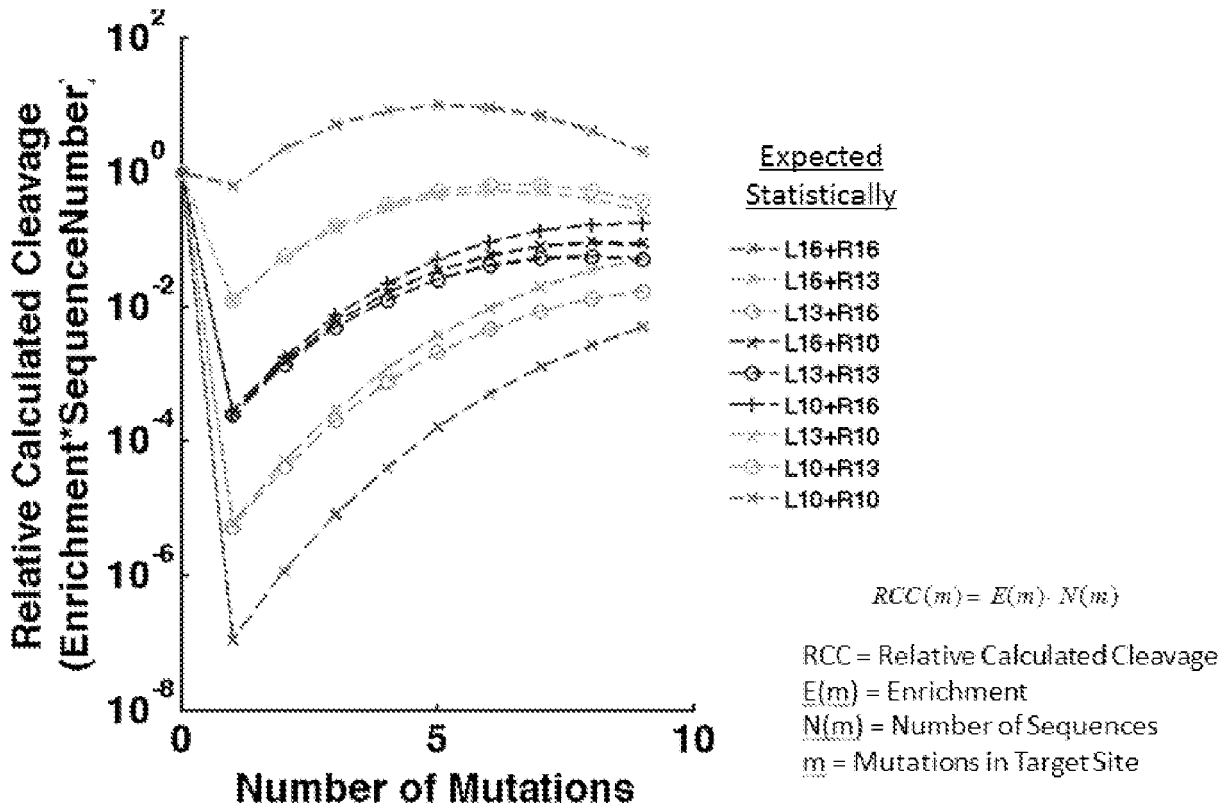 Relative Calculated Cleavage
(Enrichment*SequenceNumber)
10^2
10^0
10^-2
10^-4
10^-6
10^-8
0
5
10
Number of Mutations
Expected
Statistically
L16+R16
L16+R13
L13+R16
L16+R10
L13+R13
L10+R16
L13+R10
L10+R13
L10+R10
RCC(m) = E(m)· N(m)
RCC = Relative Calculated Cleavage
E(m) = Enrichment
N(m) = Number of Sequences
m = Mutations in Target Site